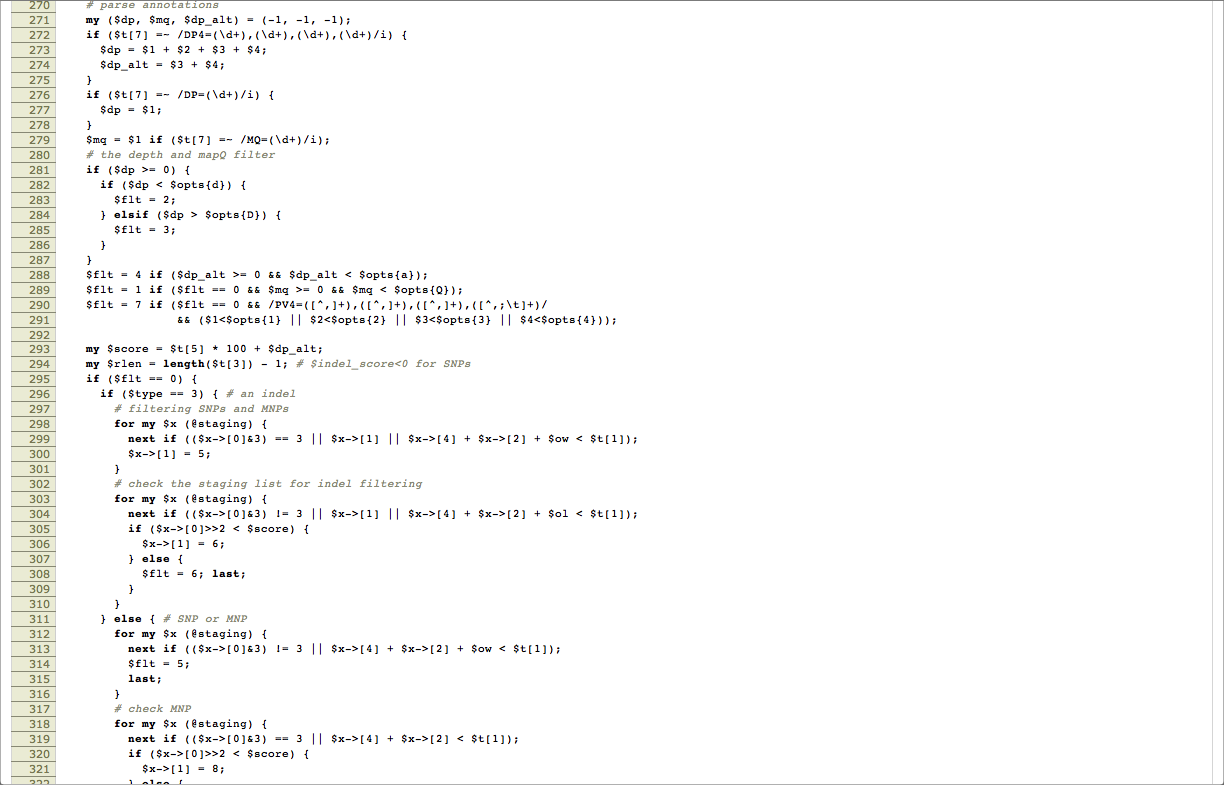 270 # parse annotations
271 my ($dp, $mq, $dp_alt) = (-1, -1, -1);
272 if ($t[7] =~ /DP4=(\d+),(\d+),(\d+),(\d+)/i) {
273 $dp = $1 + $2 + $3 + $4;
274 $dp_alt = $3 + $4;
275 }
276 if ($t[7] =~ /DP=(\d+)/i) {
277 $dp = $1;
278 }
279 $mq = $1 if ($t[7] =~ /MQ=(\d+)/i);
280 # the depth and mapQ filter
281 if ($dp >= 0) {
282 if ($dp < $opts{d}) {
283 $flt = 2;
284 } elsif ($dp > $opts{D}) {
285 $flt = 3;
286 }
287 }
288 $flt = 4 if ($dp_alt >= 0 && $dp_alt < $opts{a});
289 $flt = 1 if ($flt == 0 && $mq >= 0 && $mq < $opts{Q});
290 $flt = 7 if ($flt == 0 && /PV4=([^,]+),([^,]+),([^,]+),([^,;\t]+)/
291 && ($1<$opts{1} || $2<$opts{2} || $3<$opts{3} || $4<$opts{4}));
292
293 my $score = $t[5] * 100 + $dp_alt;
294 my $rlen = length($t[3]) - 1; # $indel_score<0 for SNPs
295 if ($flt == 0) {
296 if ($type == 3) { # an indel
297 # filtering SNPs and MNPs
298 for my $x (@staging) {
299 next if (($x->[0]&3) == 3 || $x->[1] || $x->[4] + $x->[2] + $ow < $t[1]);
300 $x->[1] = 5;
301 }
302 # check the staging list for indel filtering
303 for my $x (@staging) {
304 next if (($x->[0]&3) != 3 || $x->[1] || $x->[4] + $x->[2] + $ol < $t[1]);
305 if ($x->[0]>>2 < $score) {
306 $x->[1] = 6;
307 } else {
308 $flt = 6; last;
309 }
310 }
311 } else { # SNP or MNP
312 for my $x (@staging) {
313 next if (($x->[0]&3) != 3 || $x->[4] + $x->[2] + $ow < $t[1]);
314 $flt = 5;
315 last;
316 }
317 # check MNP
318 for my $x (@staging) {
319 next if (($x->[0]&3) == 3 || $x->[4] + $x->[2] < $t[1]);
320 if ($x->[0]>>2 < $score) {
321 $x->[1] = 8;
322 } else {